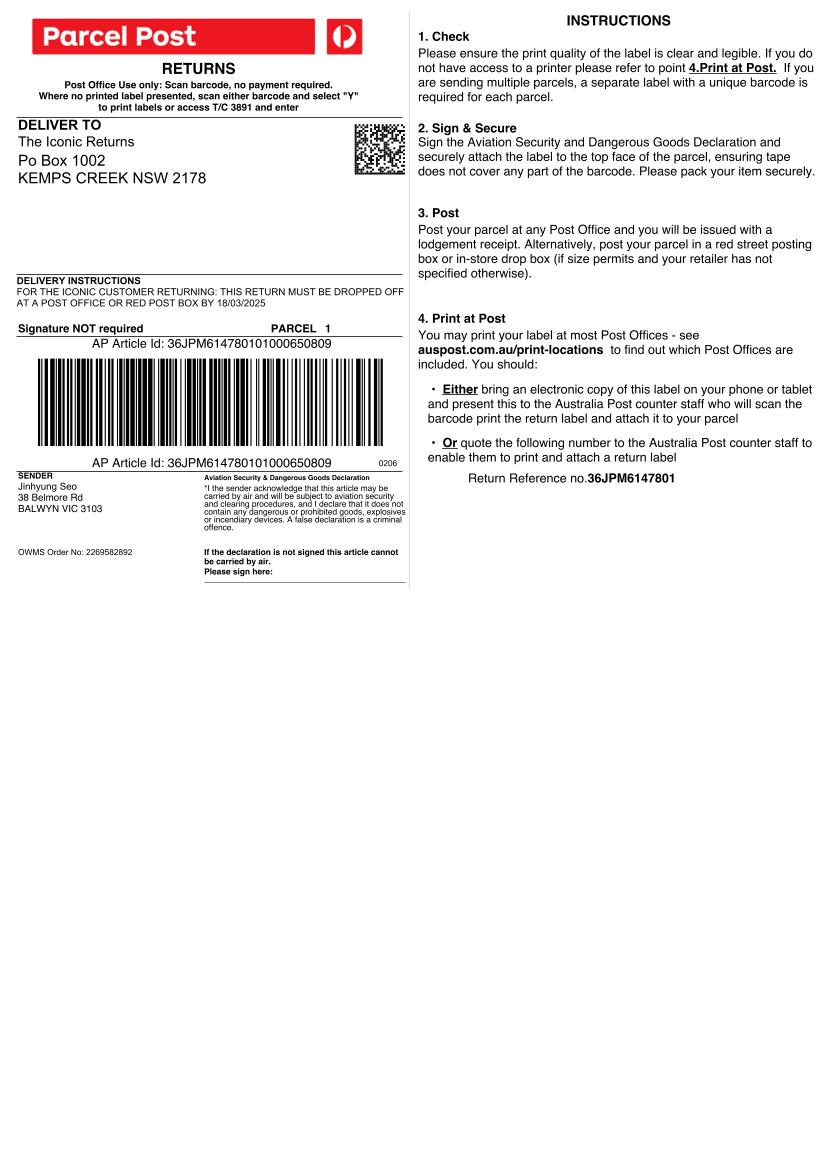 Parcel Post
RETURNS
Post Office Use only: Scan barcode, no payment required.
Where no printed label presented, scan either barcode and select "Y"
to print labels or access T/C 3891 and enter
DELIVER TO
The Iconic Returns
Po Box 1002
KEMPS CREEK NSW 2178
DELIVERY INSTRUCTIONS
FOR THE ICONIC CUSTOMER RETURNING: THIS RETURN MUST BE DROPPED OFF
AT A POST OFFICE OR RED POST BOX BY 18/03/2025
Signature NOT required PARCEL 1
AP Article Id: 36JPM614780101000650809
AP Article Id: 36JPM614780101000650809 0206
SENDER
Jinhyung Seo
38 Belmore Rd
BALWYN VIC 3103
OWMS Order No: 2269582892
Aviation Security & Dangerous Goods Declaration
*I the sender acknowledge that this article may be
carried by air and will be subject to aviation security
and clearing procedures, and I declare that it does not
contain any dangerous or prohibited goods, explosives
or incendiary devices. A false declaration is a criminal
offence.
If the declaration is not signed this article cannot
be carried by air.
Please sign here:
INSTRUCTIONS
1. Check
Please ensure the print quality of the label is clear and legible. If you do
not have access to a printer please refer to point 4.Print at Post. If you
are sending multiple parcels, a separate label with a unique barcode is
required for each parcel.
2. Sign & Secure
Sign the Aviation Security and Dangerous Goods Declaration and
securely attach the label to the top face of the parcel, ensuring tape
does not cover any part of the barcode. Please pack your item securely.
3. Post
Post your parcel at any Post Office and you will be issued with a
lodgement receipt. Alternatively, post your parcel in a red street posting
box or in-store drop box (if size permits and your retailer has not
specified otherwise).
4. Print at Post
You may print your label at most Post Offices - see
auspost.com.au/print-locations to find out which Post Offices are
included. You should:
• Either bring an electronic copy of this label on your phone or tablet
and present this to the Australia Post counter staff who will scan the
barcode print the return label and attach it to your parcel
• Or quote the following number to the Australia Post counter staff to
enable them to print and attach a return label
Return Reference no.36JPM6147801